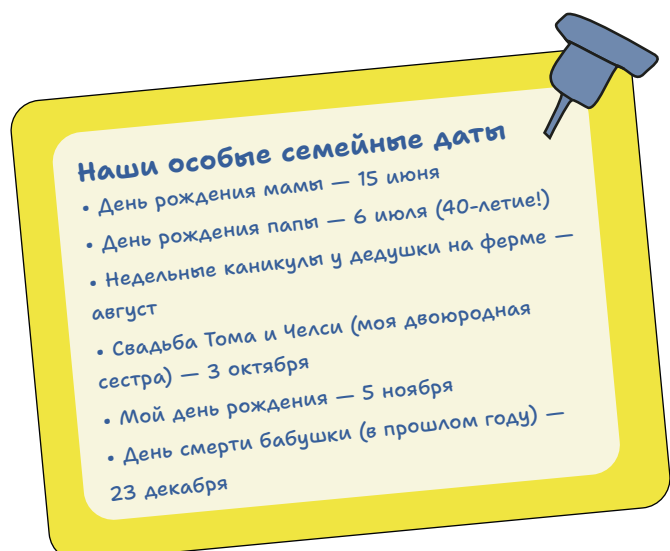 Наши особые семейные даты
• День рождения мамы — 15 июня
• День рождения папы — 6 июля (40-летие!)
• Недельные каникулы у дедушки на ферме —
август
• Свадьба Тома и Челси (моя двоюродная
сестра) — 3 октября
• Мой день рождения — 5 ноября
• День смерти бабушки (в прошлом году) —
23 декабря